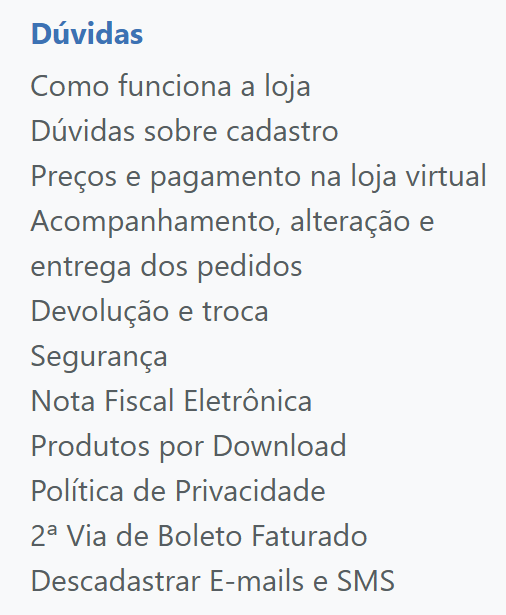 Dúvidas
Como funciona a loja
Dúvidas sobre cadastro
Preços e pagamento na loja virtual
Acompanhamento, alteração e
entrega dos pedidos
Devolução e troca
Segurança
Nota Fiscal Eletrônica
Produtos por Download
Política de Privacidade
2ª Via de Boleto Faturado
Descadastrar E-mails e SMS